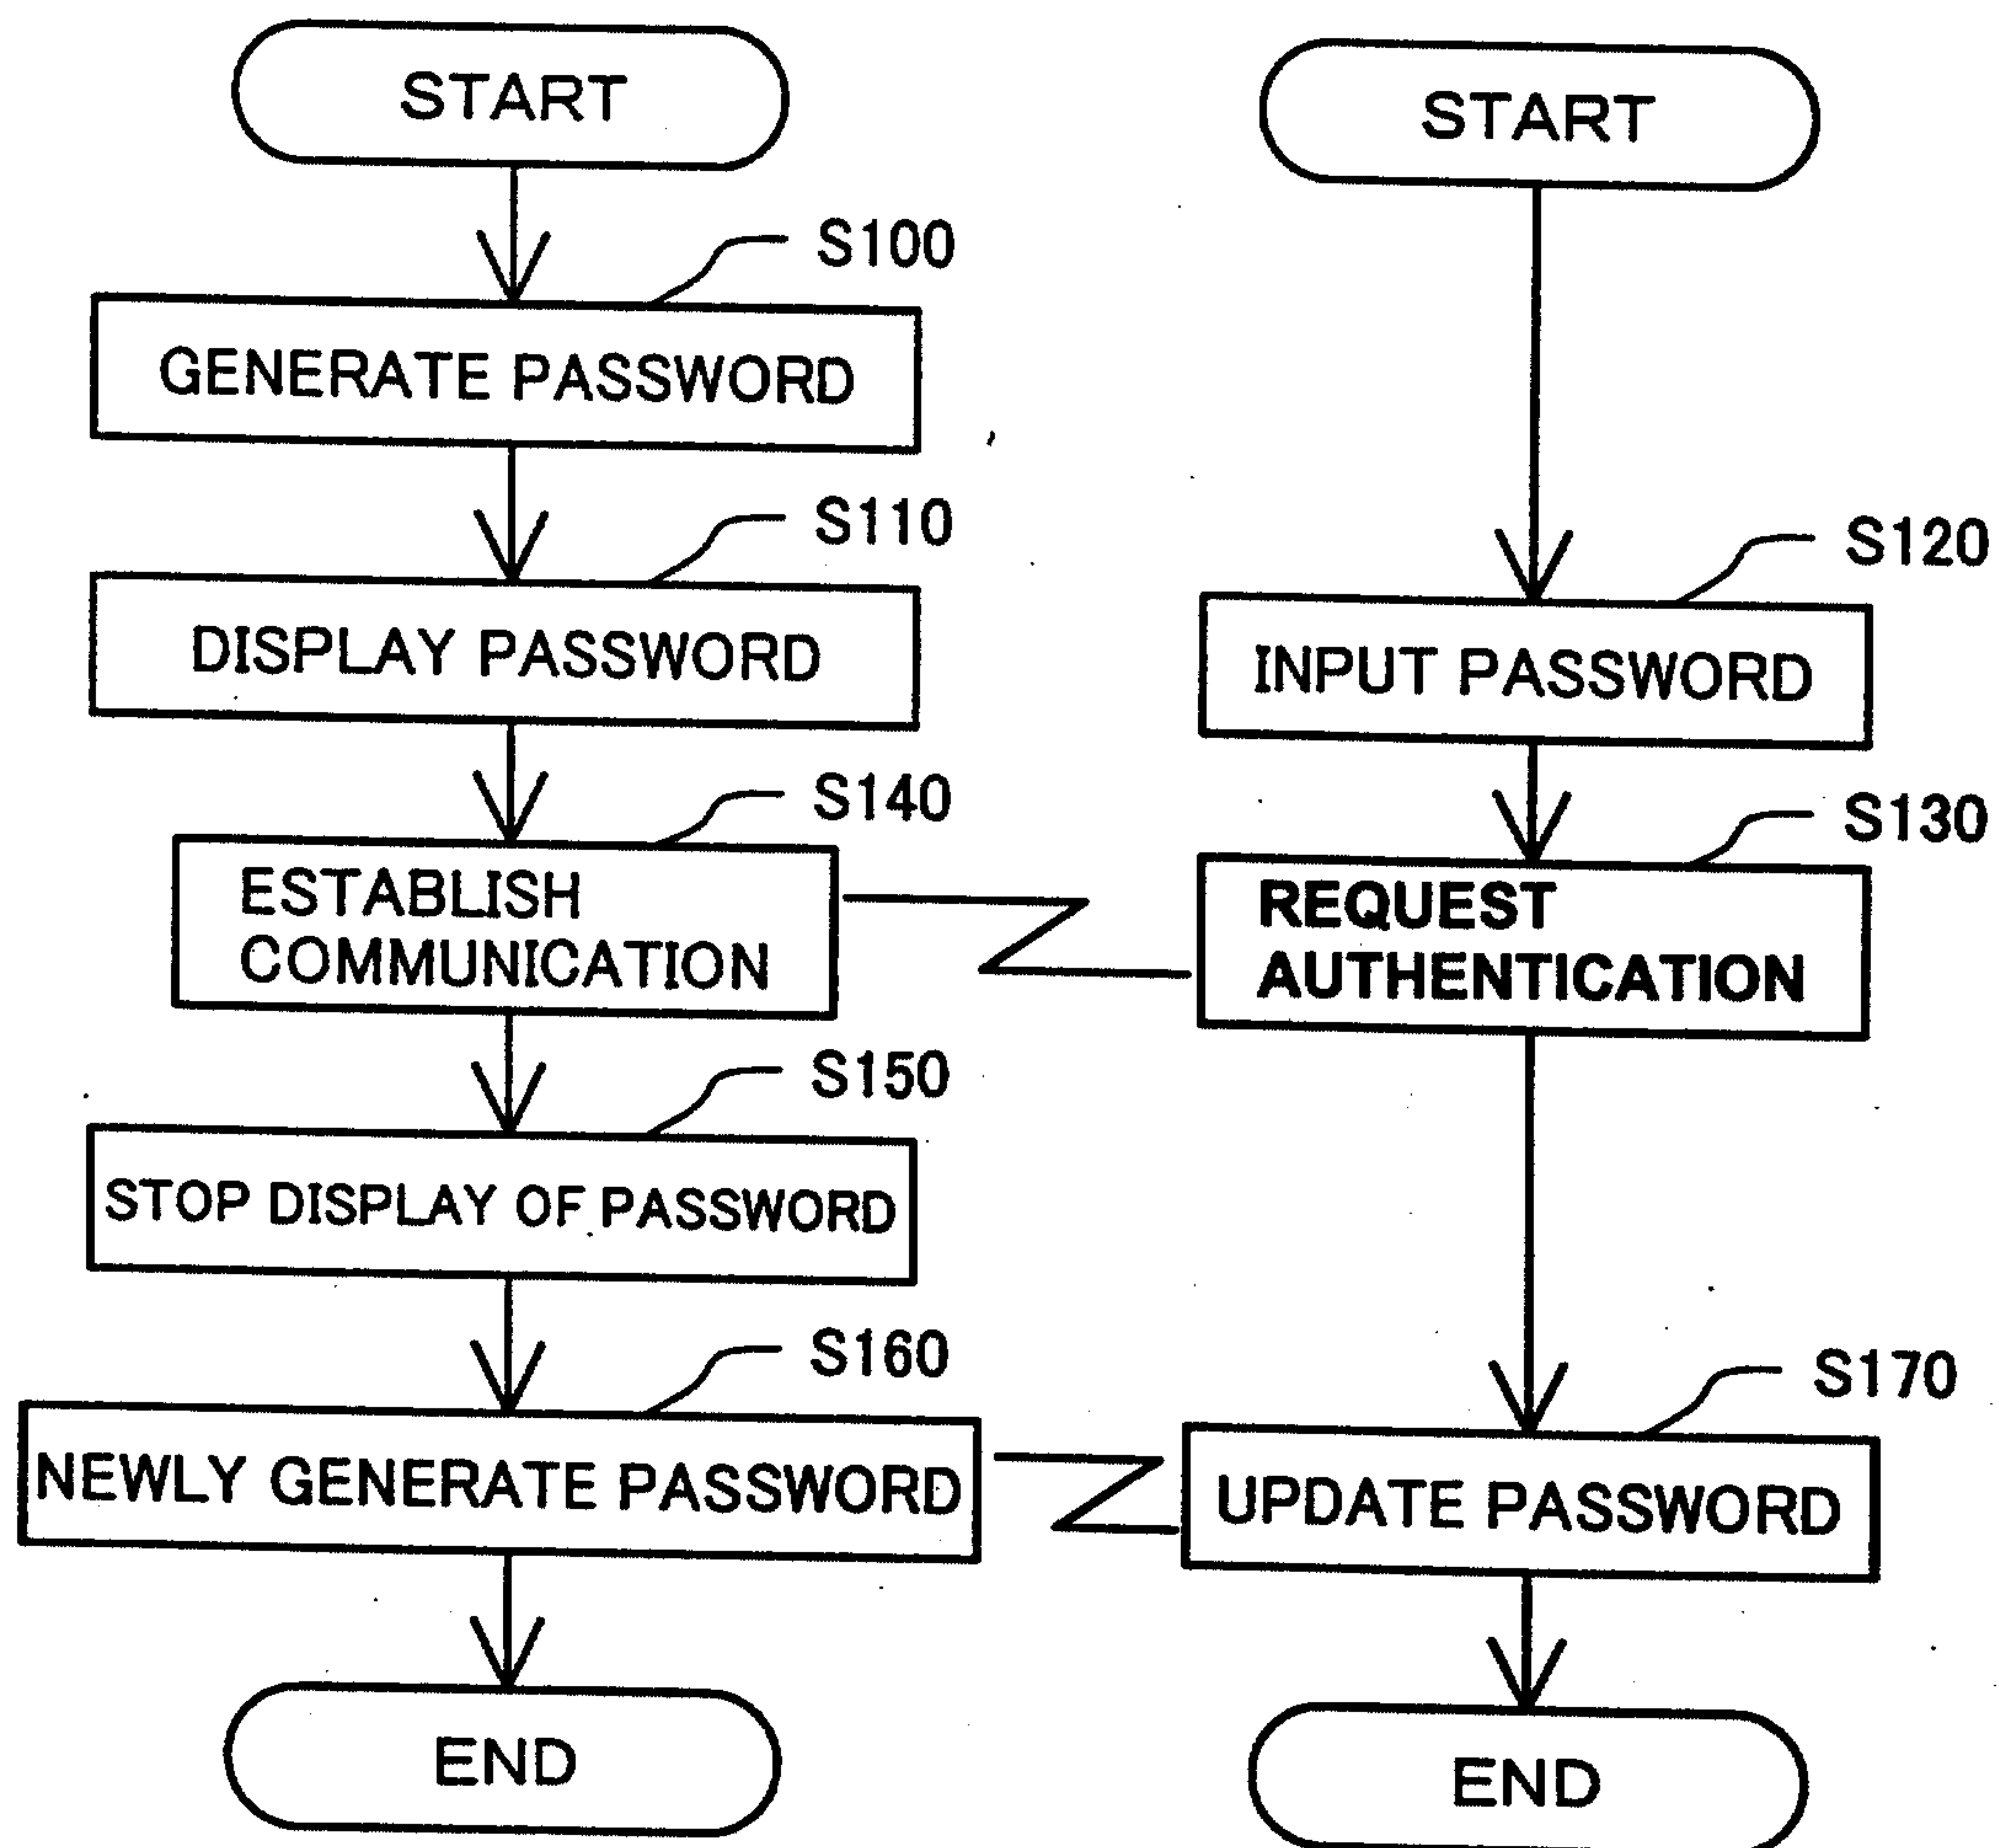 START
S100
GENERATE PASSWORD
S110
DISPLAY PASSWORD
S140
ESTABLISH
COMMUNICATION
S150
STOP DISPLAY OF PASSWORD
S160
NEWLY GENERATE PASSWORD
END
START
S120
INPUT PASSWORD
S130
REQUEST
AUTHENTICATION
S170
UPDATE PASSWORD
END